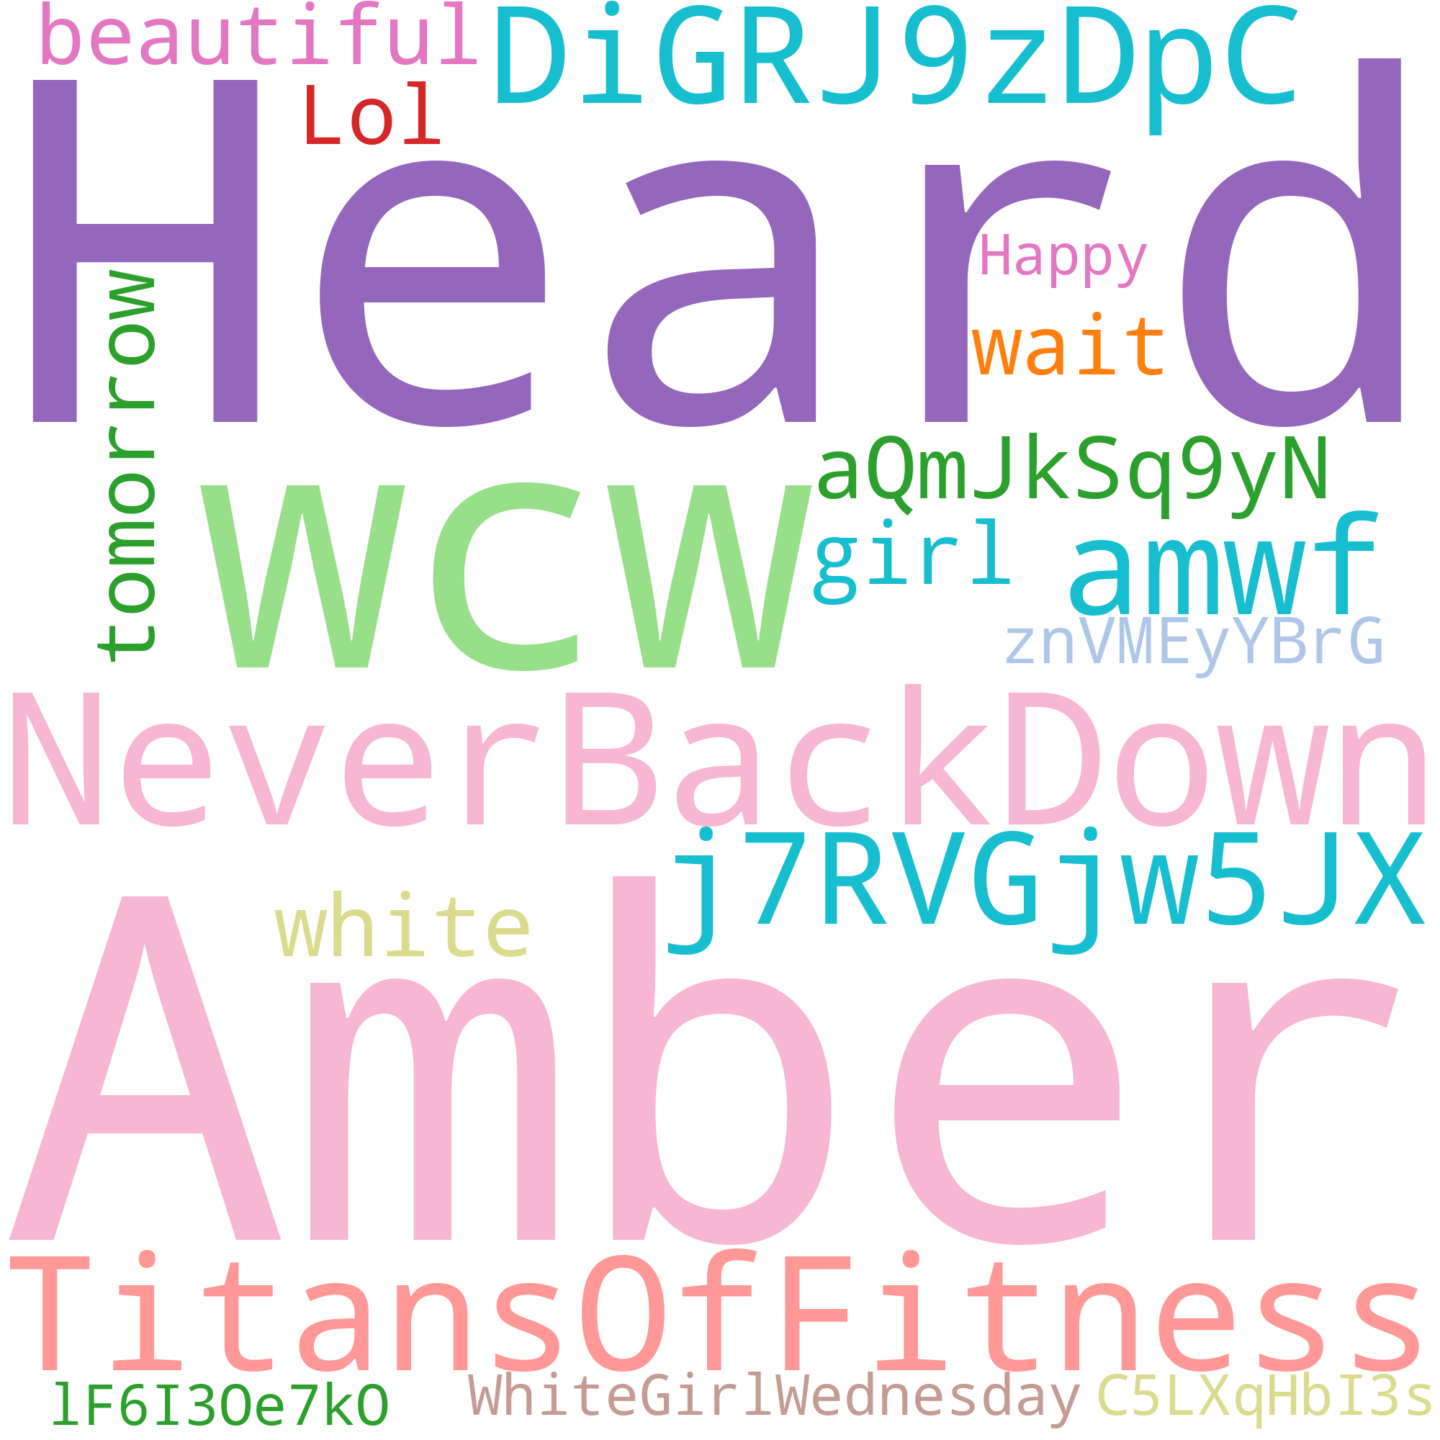 beautiful
DiGRJ9zDpC
Lol
Heard
Happy
wait
tomorrow
aQmJkSq9yN
wcw
girl
amwf
znVMEyYBrG
NeverBackDown
j7RVGjw5JX
white
Amber
TitansOfFitness
lF6I3Oe7kO
WhiteGirlWednesday
C5LXqHbI3s